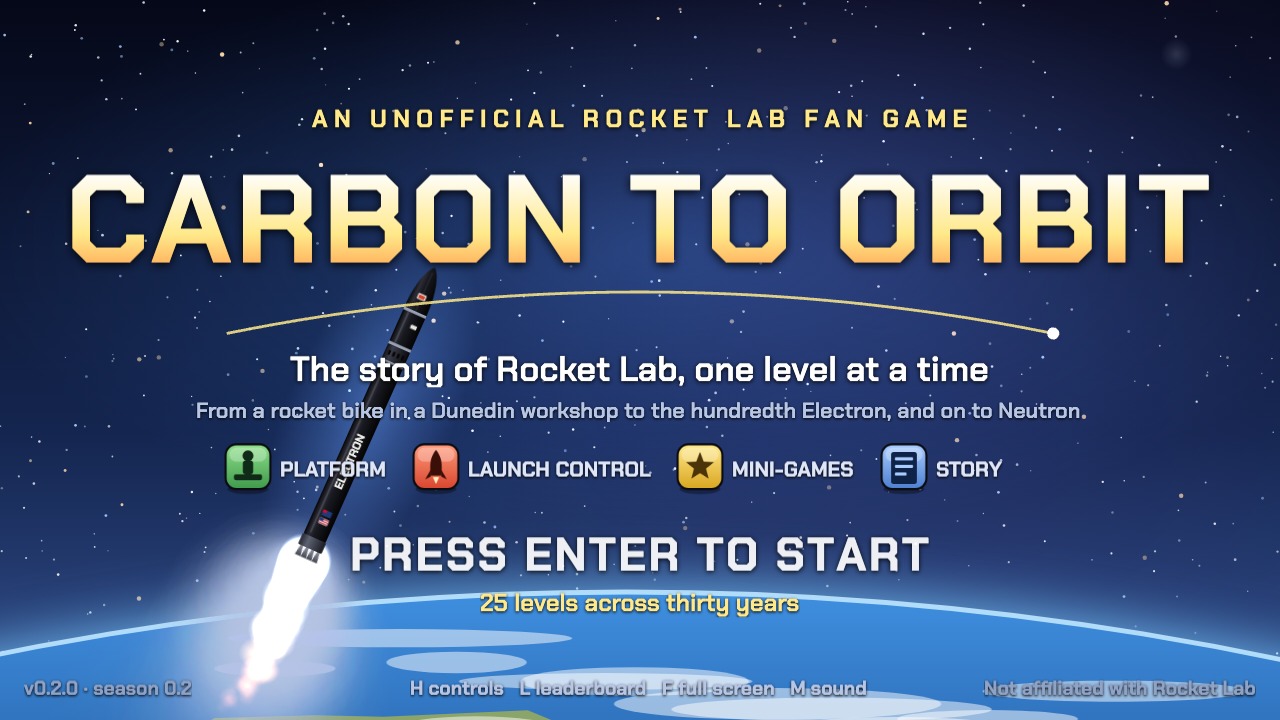 AN UNOFFICIAL ROCKET LAB FAN GAME
CARBON TO ORBIT
The story of Rocket Lab, one level at a time
From a rocket bike in a Dunedin workshop to the hundredth Electron, and on to Neutron.
PLATFORM LAUNCH CONTROL MINI-GAMES STORY
ELECTRON
PRESS ENTER TO START
25 levels across thirty years
v0.2.0 · season 0.2 H controls L leaderboard F full screen M sound Not affiliated with Rocket Lab